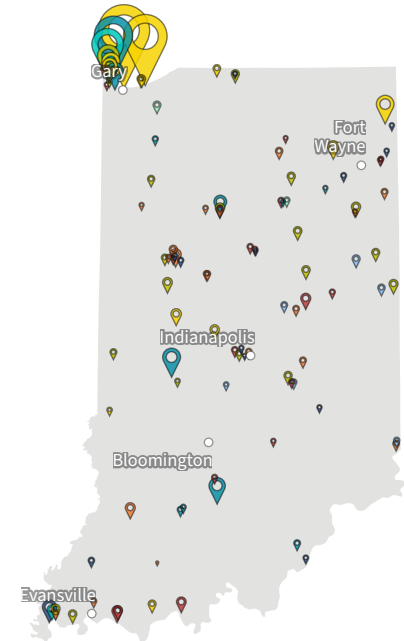 Gary
Fort
Wayne
Indianapolis
Bloomington
Evansville